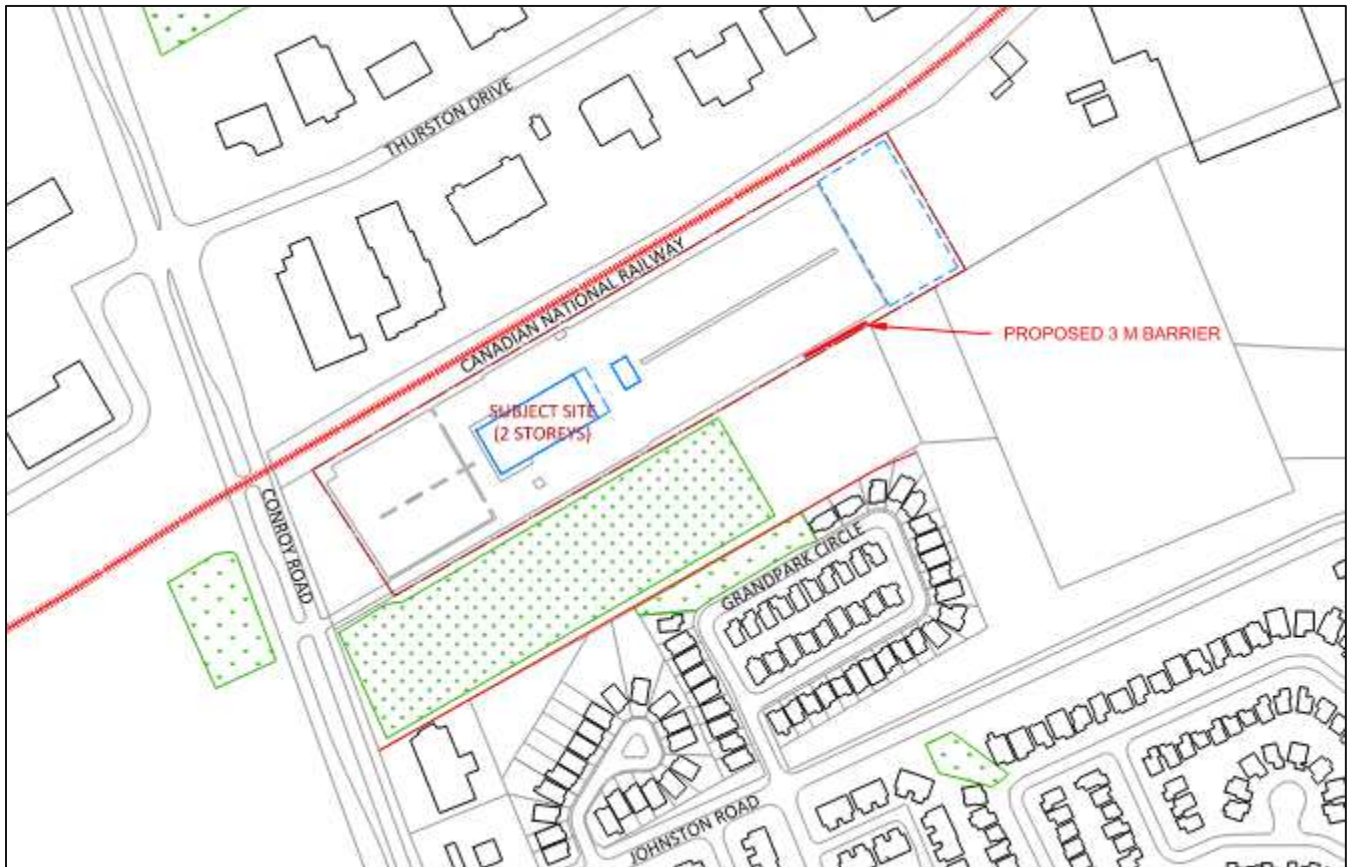 THURSTON DRIVE
CANADIAN NATIONAL RAILWAY
PROPOSED 3 M BARRIER
SUBJECT SITE
(2 STOREYS)
CONROY ROAD
GRANDPARK CIRCLE
JOHNSTON ROAD